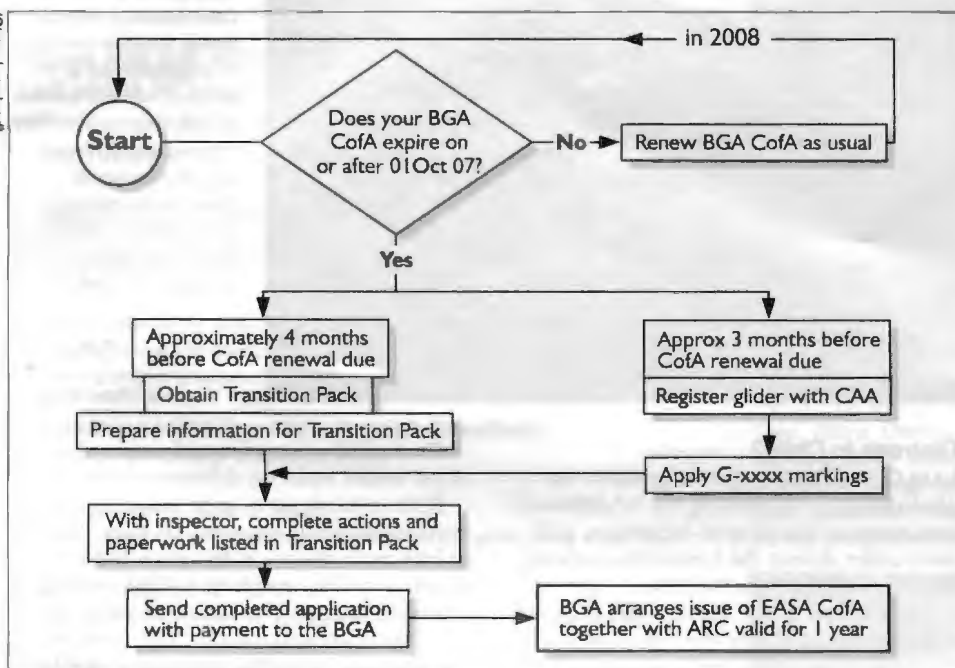 in 2008
Start
Does your BGA
CofA expire on
or after 01Oct 07?
No
Renew BGA CofA as usual
Yes
Approximately 4 months
before CofA renewal due
Obtain Transition Pack
Prepare information for Transition Pack
Approx 3 months before
CofA renewal due
Register glider with CAA
Apply G-xxxx markings
With inspector, complete actions and
paperwork listed in Transition Pack
Send completed application
with payment to the BGA
BGA arranges issue of EASA CofA
together with ARC valid for 1 year